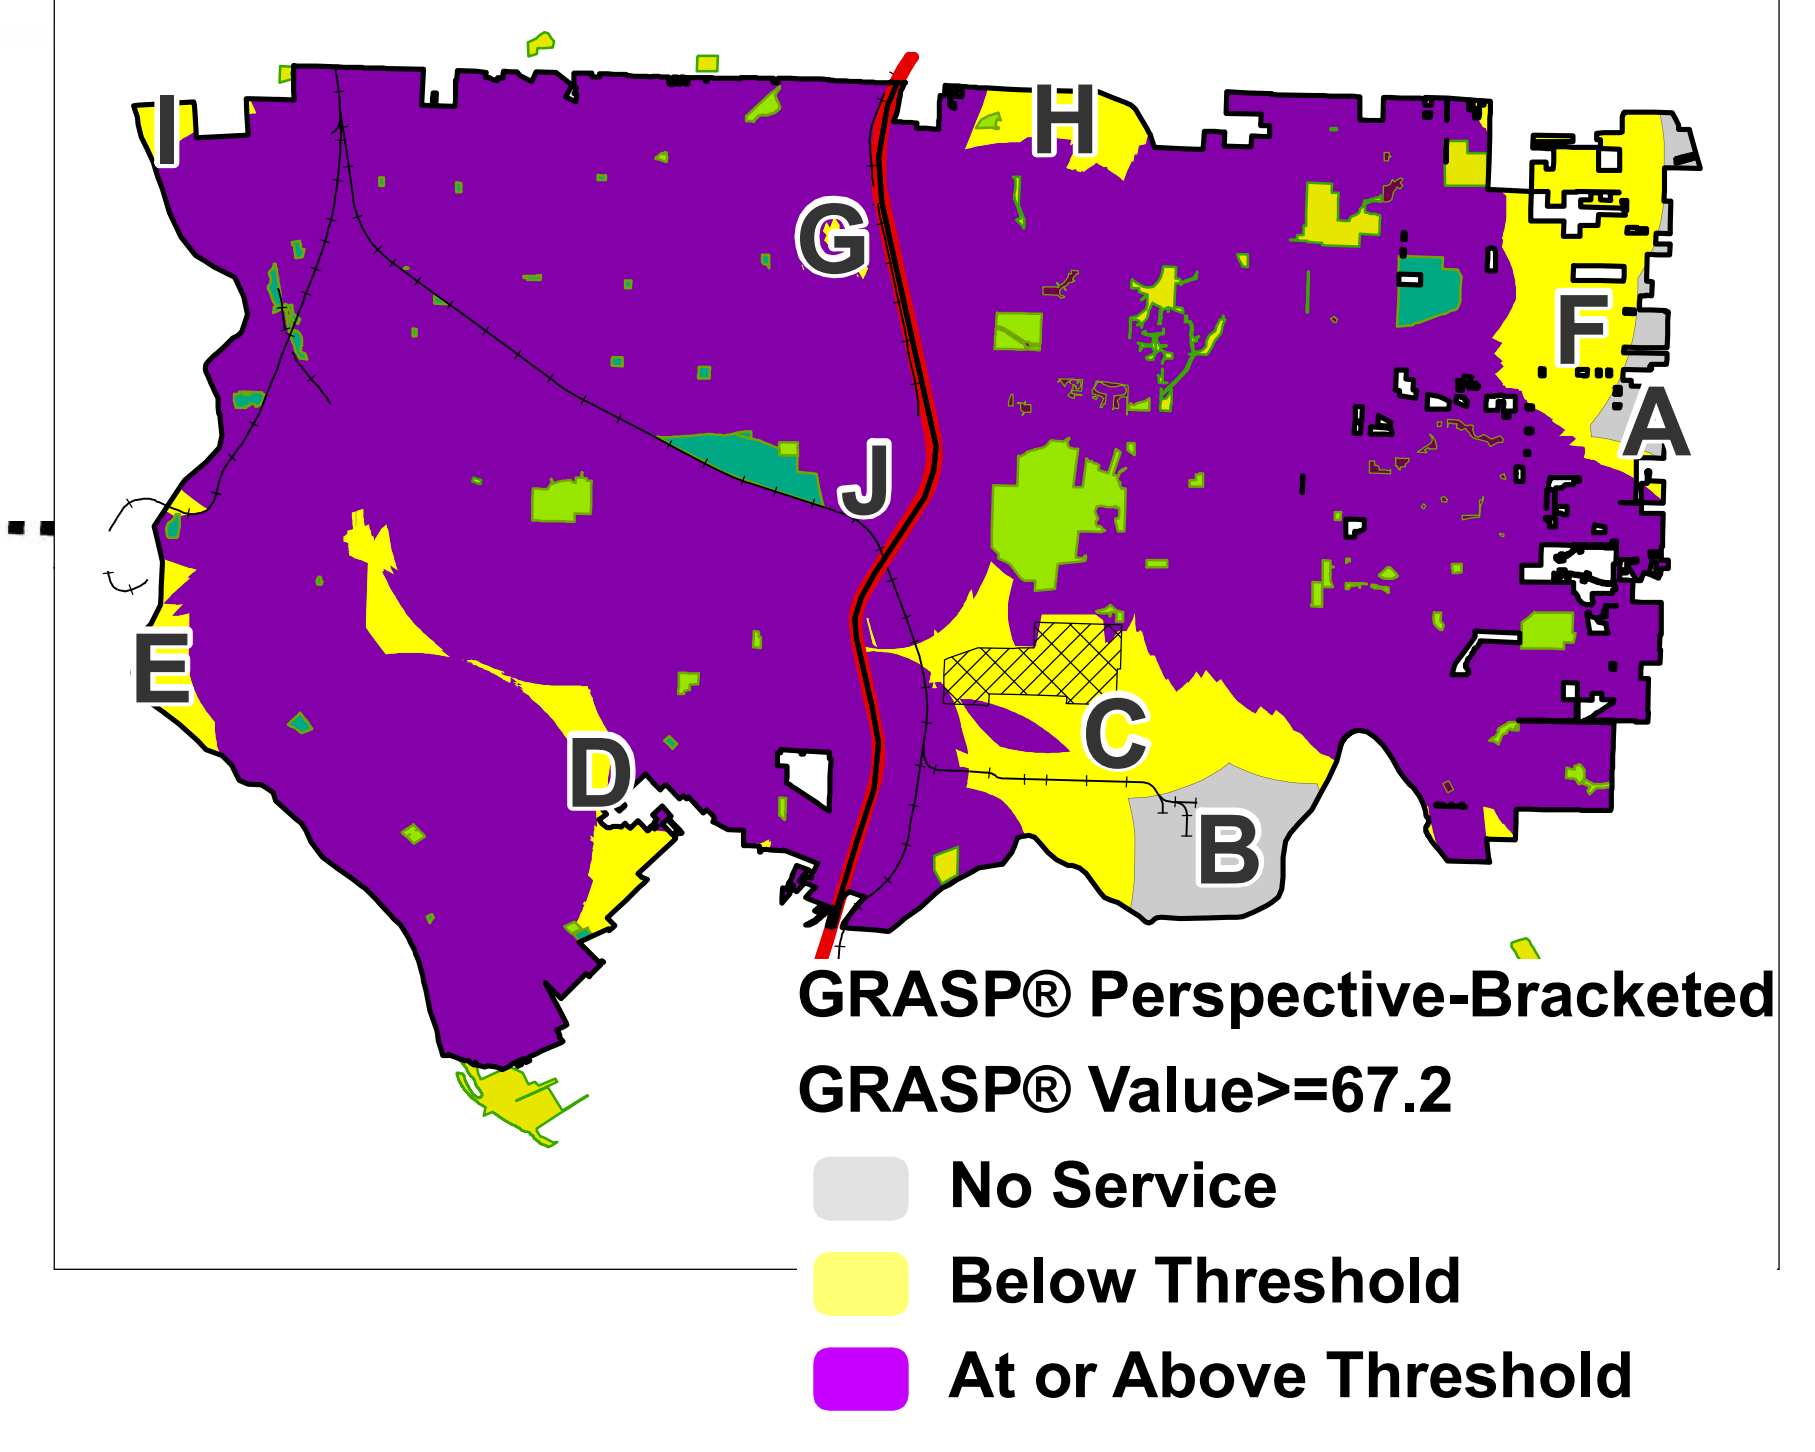 I
H
G
F
A
J
E
C
D
B
GRASP® Perspective-Bracketed
GRASP® Value>=67.2
No Service
Below Threshold
At or Above Threshold